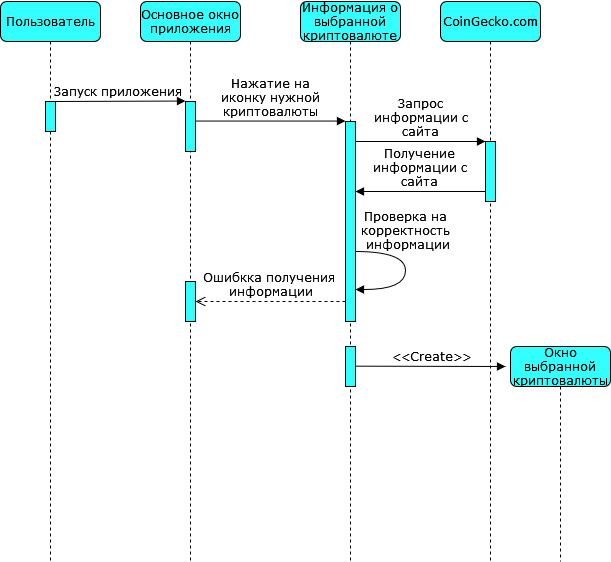 Пользователь
Основное окно
приложения
Информация о
выбранной
криптовалюте
CoinGecko.com
Запуск приложения
Нажатие на
иконку нужной
криптовалюты
Запрос
информации с
сайта
Получение
информации с
сайта
Проверка на
корректность
информации
Ошибкка получения
информации
<<Create>>
Окно
выбранной
криптовалюты